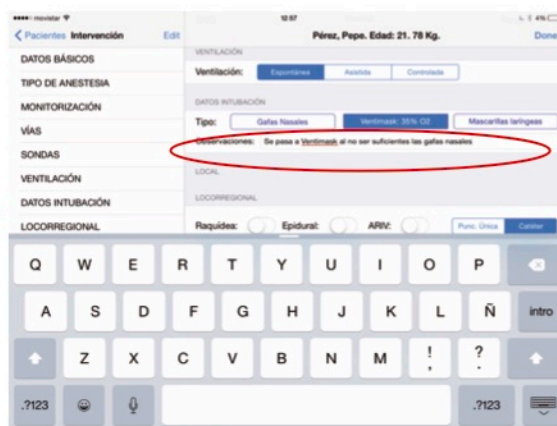 movistar 12:57 4%
Pacientes Intervención Edit Pérez, Pepe. Edad: 21. 78 Kg. Done
DATOS BÁSICOS
TIPO DE ANESTESIA
MONITORIZACIÓN
VÍAS
SONDAS
VENTILACIÓN
DATOS INTUBACIÓN
LOCORREGIONAL
VENTILACIÓN
Ventilación: Espontánea Asistida Controlada
DATOS INTUBACIÓN
Tipo: Gafas Nasales Ventimask: 35% O2 Mascarillas laríngeas
Observaciones: Se pasa a Ventimask al no ser suficientes las gafas nasales
LOCAL
LOCORREGIONAL
Raquídea: Epidural: ARIV: Punc. Única Catéter
Q W E R T Y U I O P
A S D F G H J K L Ñ intro
Z X C V B N M ! , ? .
.?123 .?123